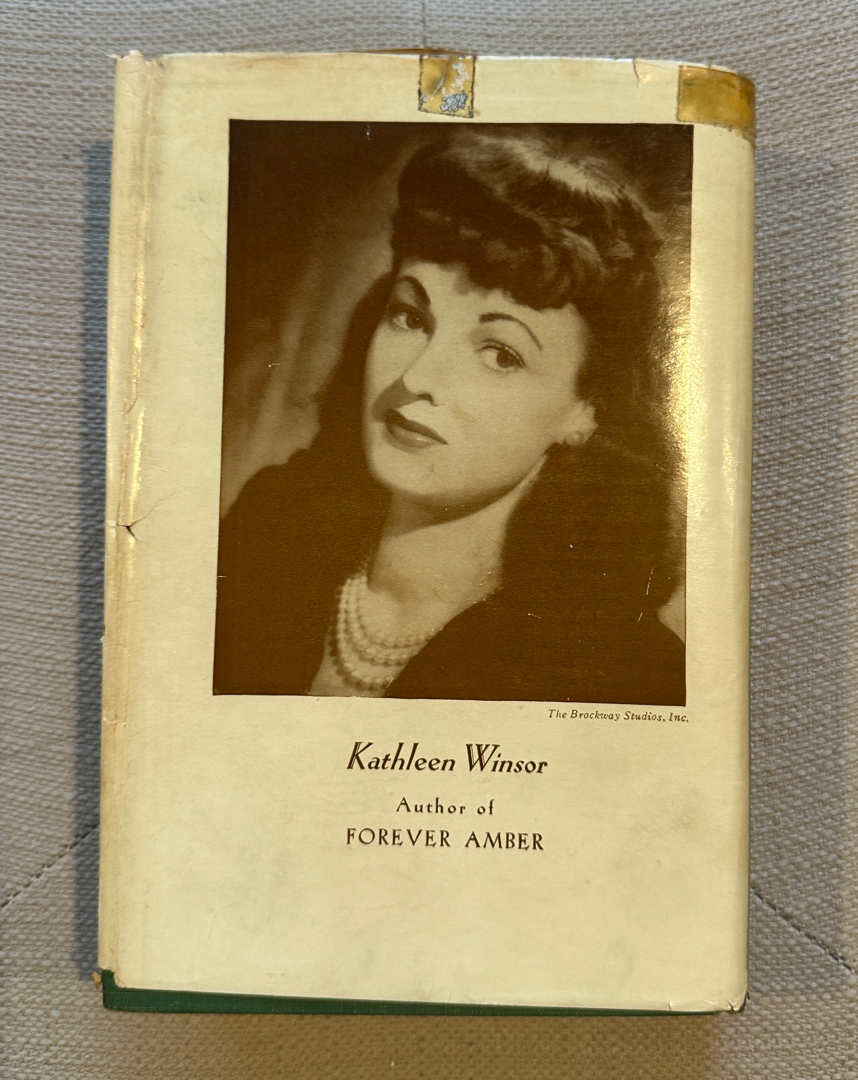 The Brockway Studios, Inc.
Kathleen Winsor
Author of
FOREVER AMBER